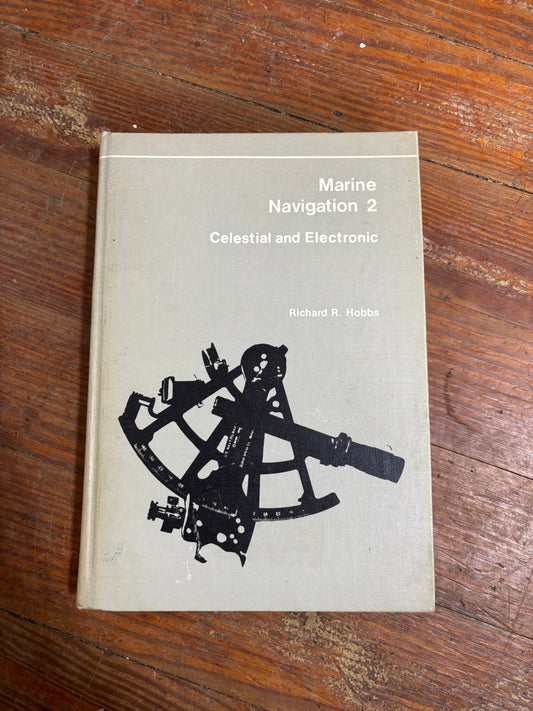 Marine
Navigation 2
Celestial and Electronic
Richard R. Hobbs